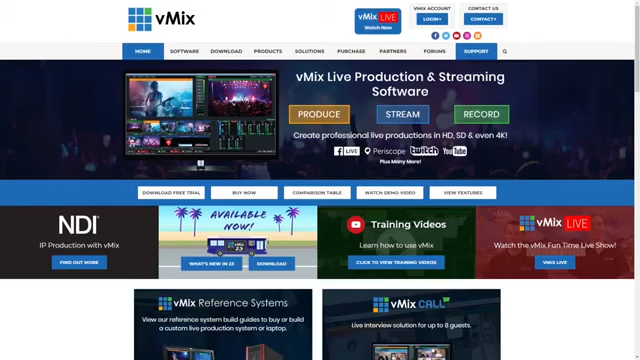 vMix
vMix LIVE
Watch Now
VMIX ACCOUNT
LOGIN>
CONTACT US
CONTACT>
HOME
SOFTWARE
DOWNLOAD
PRODUCTS
SOLUTIONS
PURCHASE
PARTNERS
FORUMS
SUPPORT
vMix Live Production & Streaming
Software
PRODUCE
STREAM
RECORD
Create professional live productions in HD, SD & even 4K!
LIVE
Periscope
twitch
YouTube
Plus Many More!
DOWNLOAD FREE TRIAL
BUY NOW
COMPARISON TABLE
WATCH DEMO VIDEO
VIEW FEATURES
NDI
IP Production with vMix
FIND OUT MORE
AVAILABLE
NOW!
vMix
23
WHAT'S NEW IN 23
DOWNLOAD
Training Videos
Learn how to use vMix
CLICK TO VIEW TRAINING VIDEOS
vMix LIVE
Watch the vMix Fun Time Live Show!
VMIX LIVE
vMix Reference Systems
View our reference system build guides to buy or build
a custom live production system or laptop.
vMix CALL
Live interview solution for up to 8 guests.